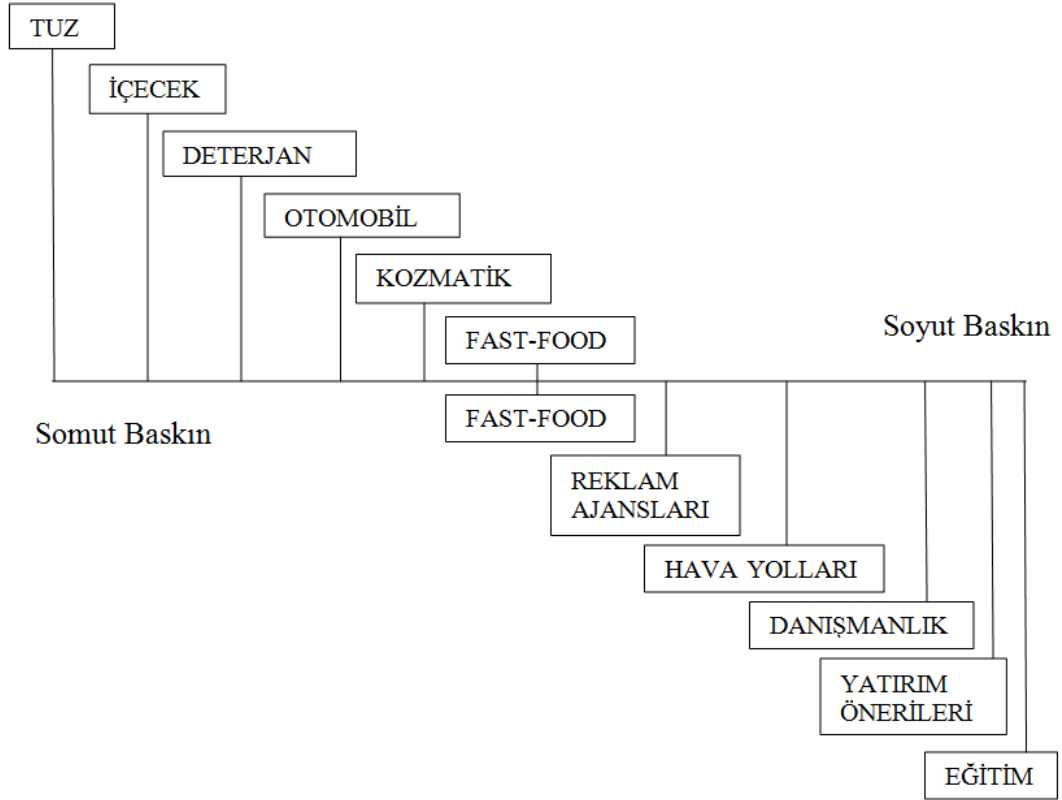 TUZ
İÇECEK
DETERJAN
OTOMOBİL
KOZMATİK
FAST-FOOD
Soyut Baskın
Somut Baskın
FAST-FOOD
REKLAM
AJANSLARI
HAVA YOLLARI
DANIŞMANLIK
YATIRIM
ÖNERİLERİ
EĞİTİM